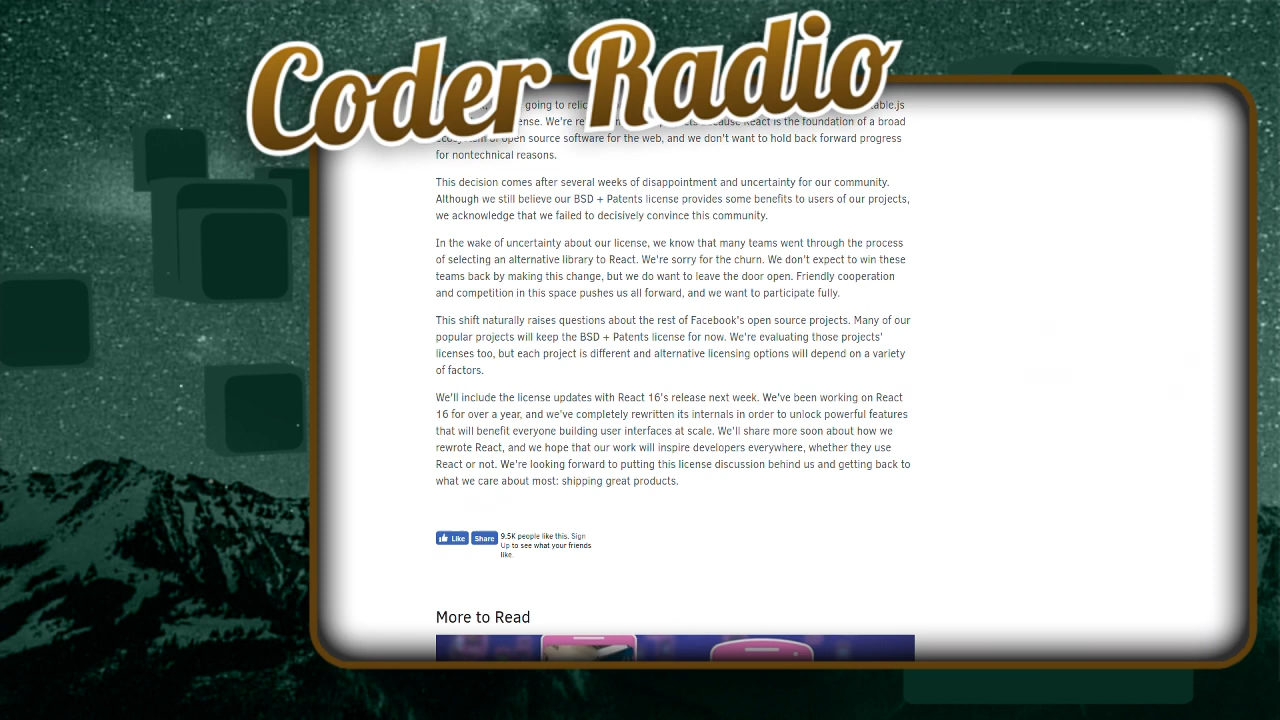 Coder Radio
going to relic
table.js
ense. We're re
because React is the foundation of a broad
ecosystem of open source software for the web, and we don't want to hold back forward progress
for nontechnical reasons.
This decision comes after several weeks of disappointment and uncertainty for our community.
Although we still believe our BSD + Patents license provides some benefits to users of our projects,
we acknowledge that we failed to decisively convince this community.
In the wake of uncertainty about our license, we know that many teams went through the process
of selecting an alternative library to React. We're sorry for the churn. We don't expect to win these
teams back by making this change, but we do want to leave the door open. Friendly cooperation
and competition in this space pushes us all forward, and we want to participate fully.
This shift naturally raises questions about the rest of Facebook's open source projects. Many of our
popular projects will keep the BSD + Patents license for now. We're evaluating those projects'
licenses too, but each project is different and alternative licensing options will depend on a variety
of factors.
We'll include the license updates with React 16's release next week. We've been working on React
16 for over a year, and we've completely rewritten its internals in order to unlock powerful features
that will benefit everyone building user interfaces at scale. We'll share more soon about how we
rewrote React, and we hope that our work will inspire developers everywhere, whether they use
React or not. We're looking forward to putting this license discussion behind us and getting back to
what we care about most: shipping great products.
Like Share 9.5K people like this. Sign
Up to see what your friends
like.
More to Read